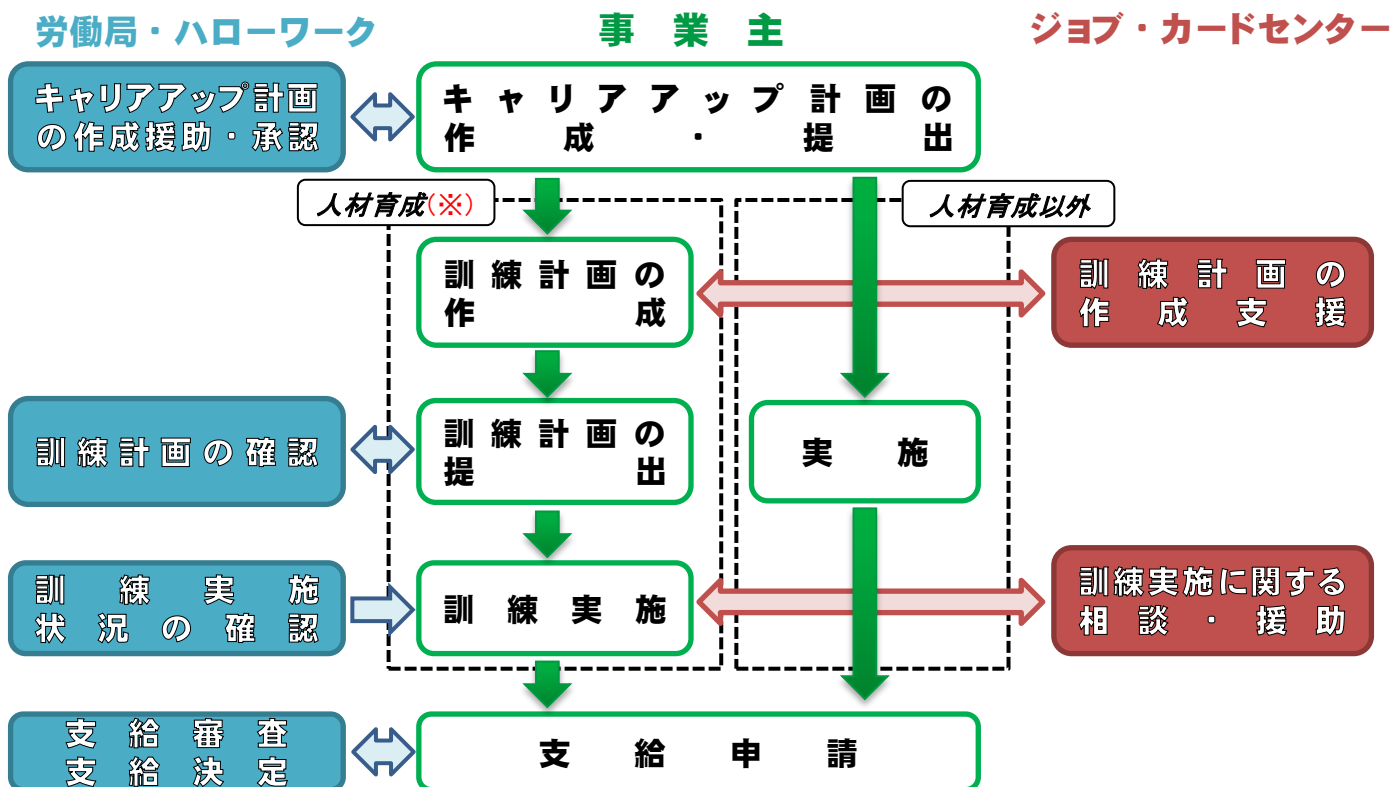 労働局・ハローワーク
事業主
ジョブ・カードセンター
キャリアアップ計画
の作成援助・承認
キャリアアップ計画の
作成・提出
人材育成(※)
人材育成以外
訓練計画の
作成
訓練計画の
作成支援
訓練計画の確認
訓練計画の
提出
実施
訓練実施
状況の確認
訓練実施
訓練実施に関する
相談・援助
支給審査
支給決定
支給申請